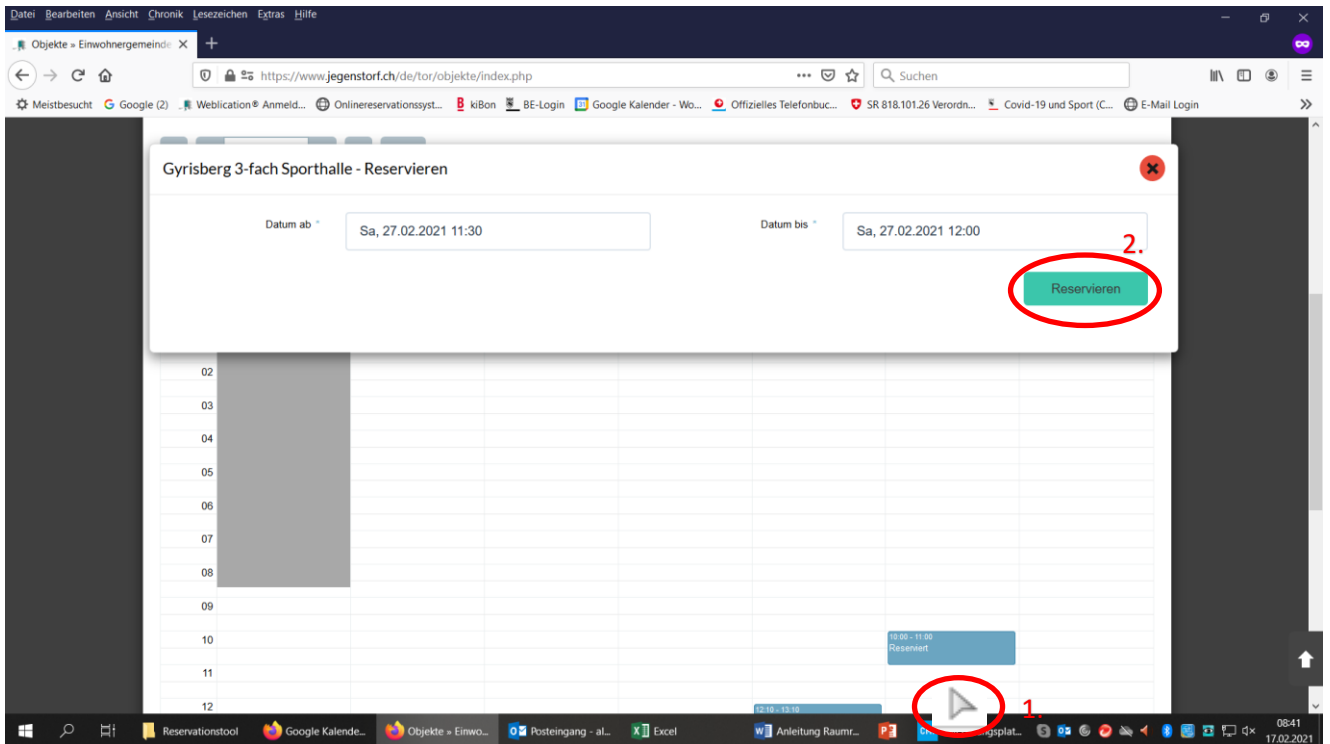 Datei Bearbeiten Ansicht Chronik Lesezeichen Extras Hilfe
Objekte » Einwohnergemeinde
https://www.jegenstorf.ch/de/tor/objekte/index.php
Suchen
Meistbesucht Google (2) Weblication® Anmeld... Onlinereservationssyst... kiBon BE-Login Google Kalender - Wo... Offizielles Telefonbuc... SR 818.101.26 Verordn... Covid-19 und Sport (C... E-Mail Login
Gyrisberg 3-fach Sporthalle - Reservieren
Datum ab * Sa, 27.02.2021 11:30 Datum bis * Sa, 27.02.2021 12:00
2.
Reservieren
02
03
04
05
06
07
08
09
10
10:00 - 11:00
Reserviert
11
12
12:10 - 13:10
1.
Reservationstool Google Kalende... Objekte » Einwo... Posteingang - al... Excel Anleitung Raumr...
08:41
17.02.2021